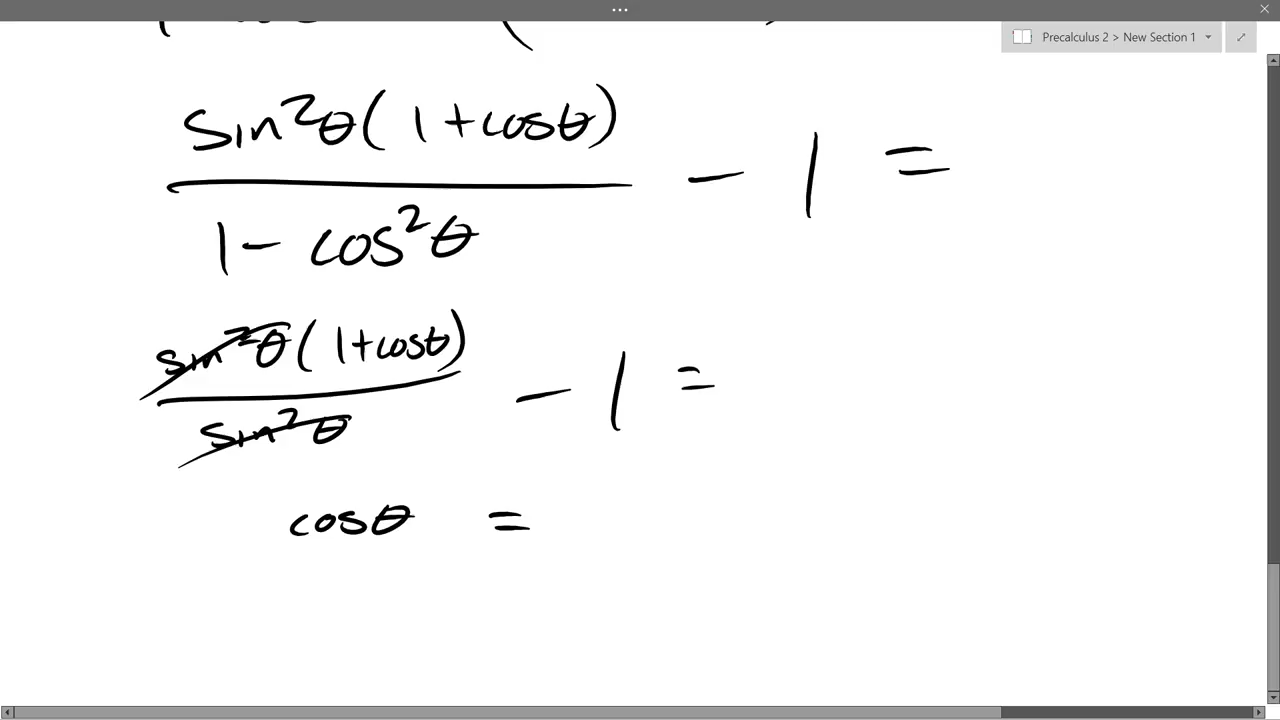 Precalculus 2 > New Section 1
sin²θ(1+cosθ)
— 1 =
1 - cos²θ
sin²θ(1+cosθ)
— 1 =
sin²θ
cosθ =